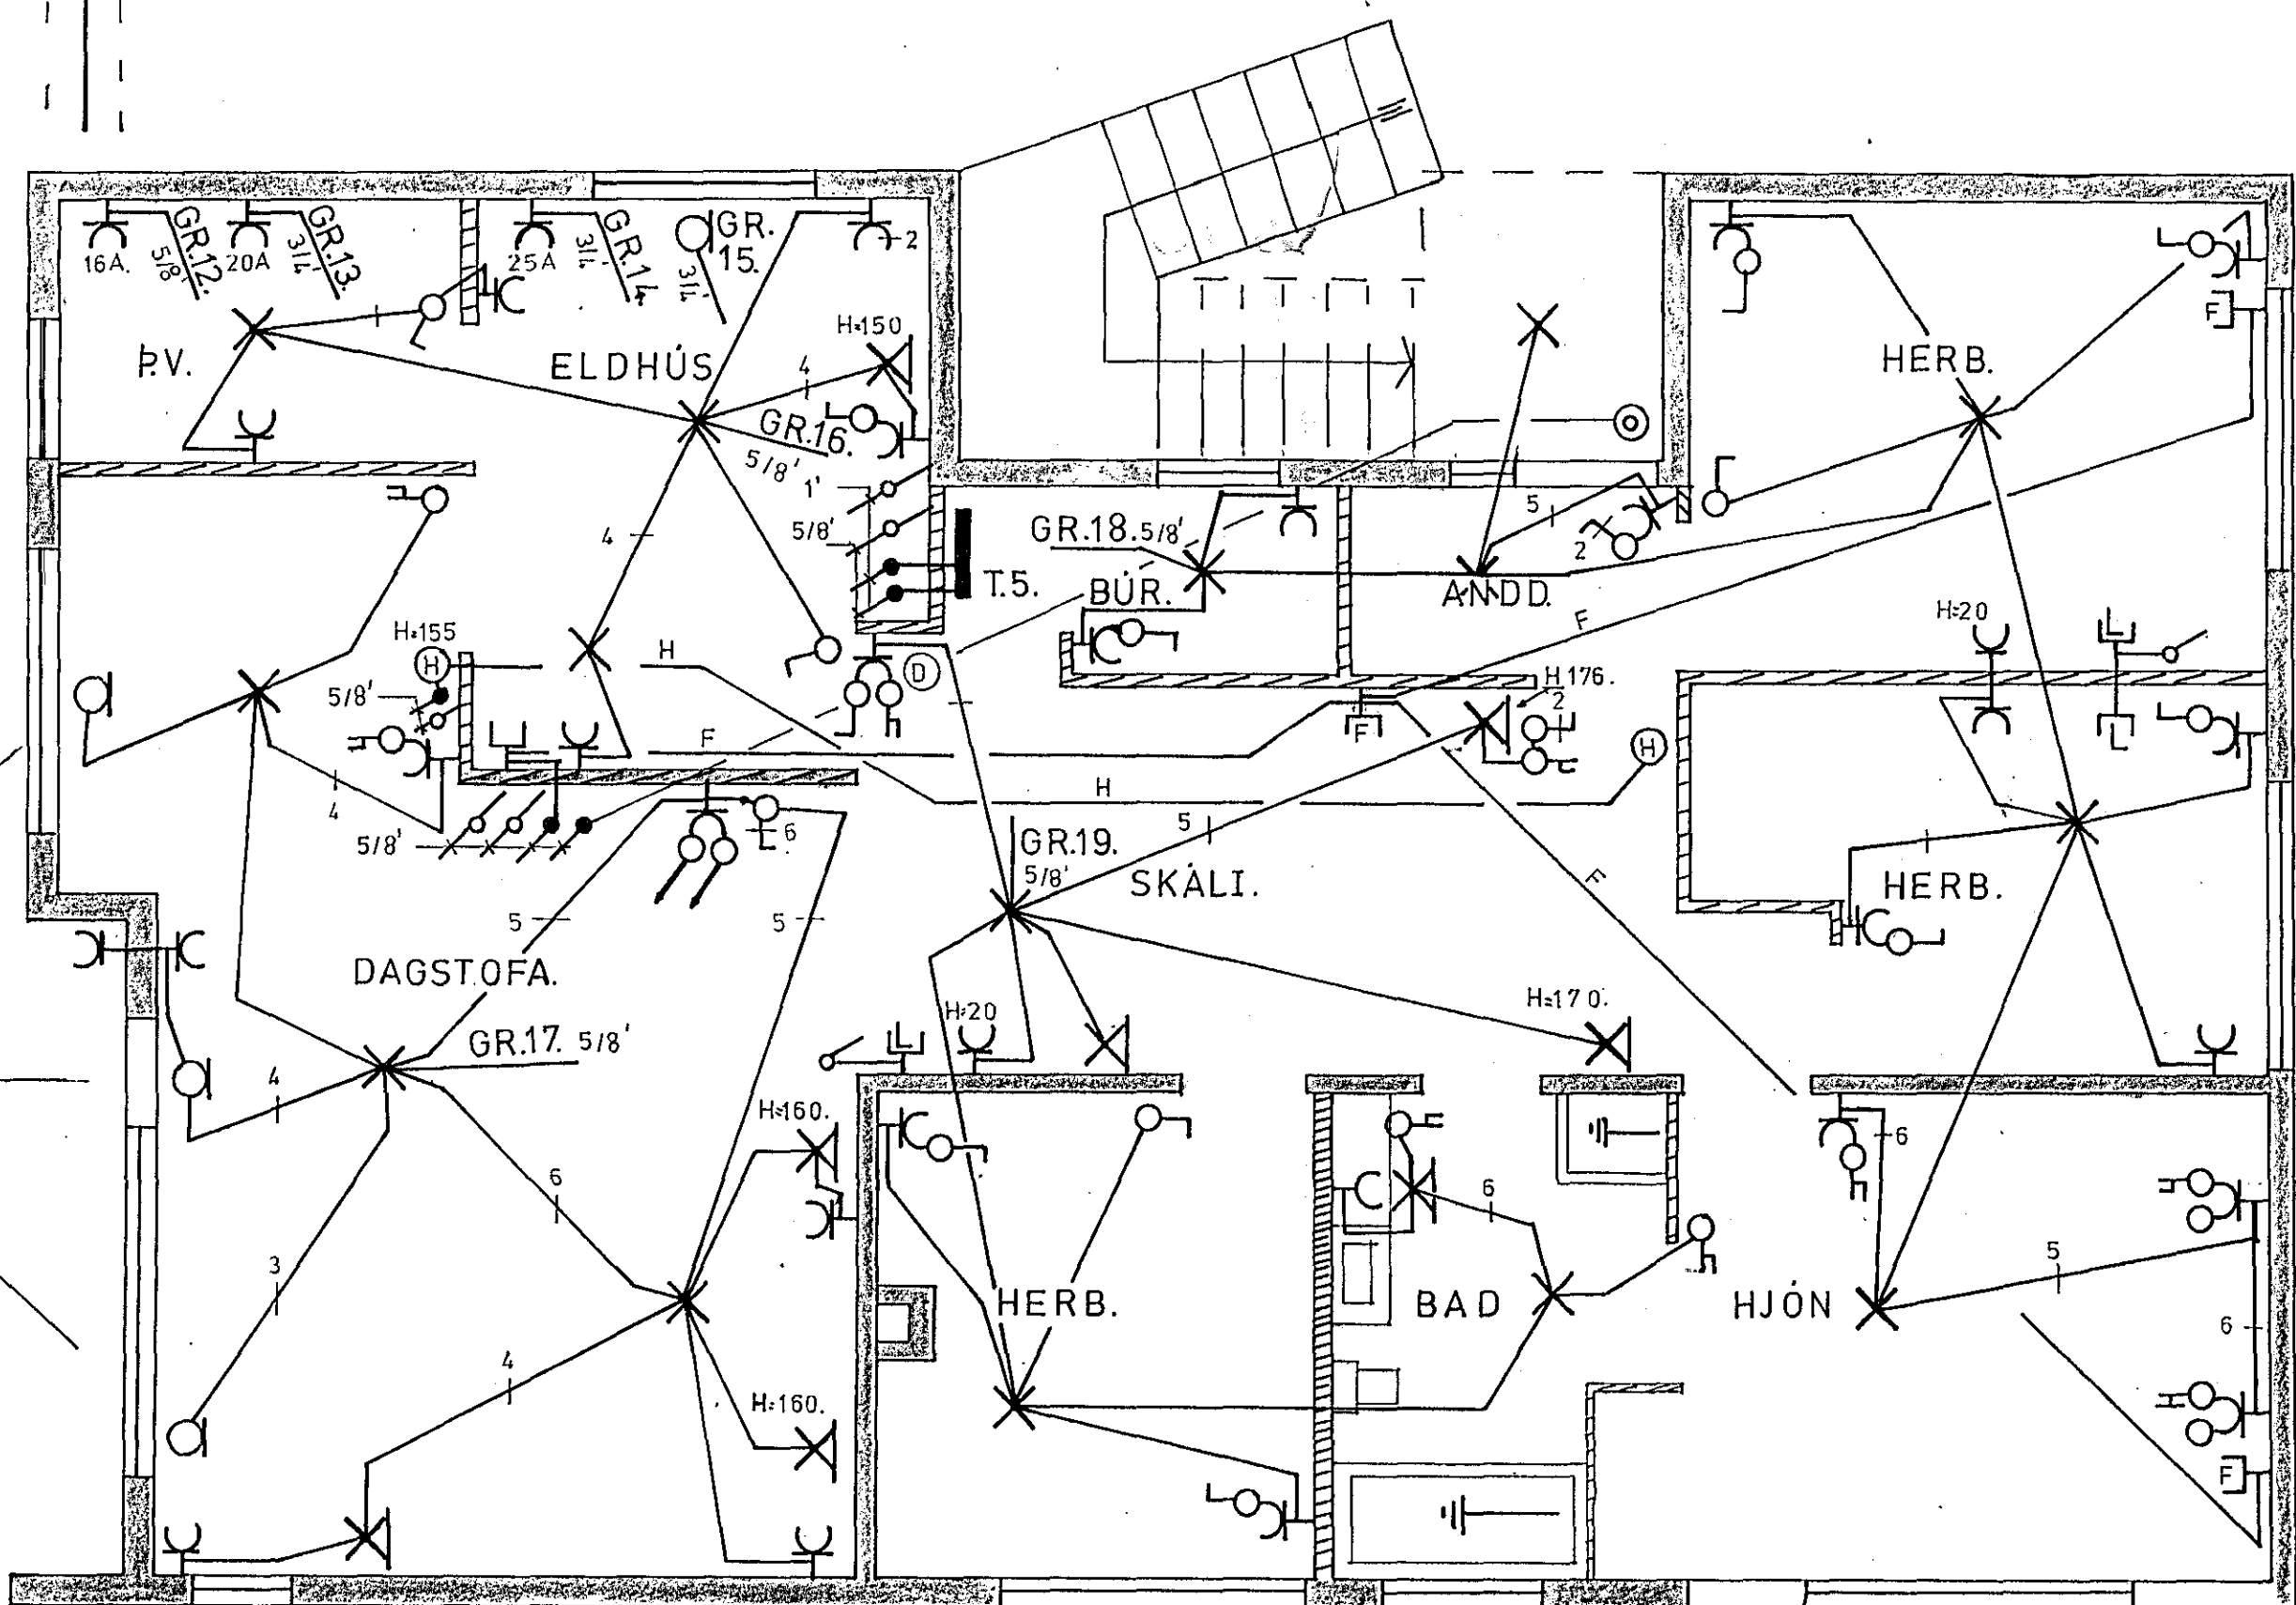 GR.12.
5/8'
16A.
GR.13.
3/4'
20A
GR.14
3/4'
25A
GR.
15.
3/4'
2
H=150
4
Þ.V.
ELDHÚS
GR.16.
5/8'
1'
5/8'
4
T.5.
GR.18. 5/8'
BÚR.
5
2
AN.DD.
HERB.
F
F
H=20
L
L
H=155
H
5/8'
H
D
F
F
H.176.
2
H
H
4
5/8'
6
5
5
GR.19.
5/8'
SKÁLI.
5
F
HERB.
DAGSTOFA.
GR.17. 5/8'
4
H=20
L
H=170.
H=160.
6
3
4
H=160.
HERB.
6
BAD
HJÓN
6
5
6
F